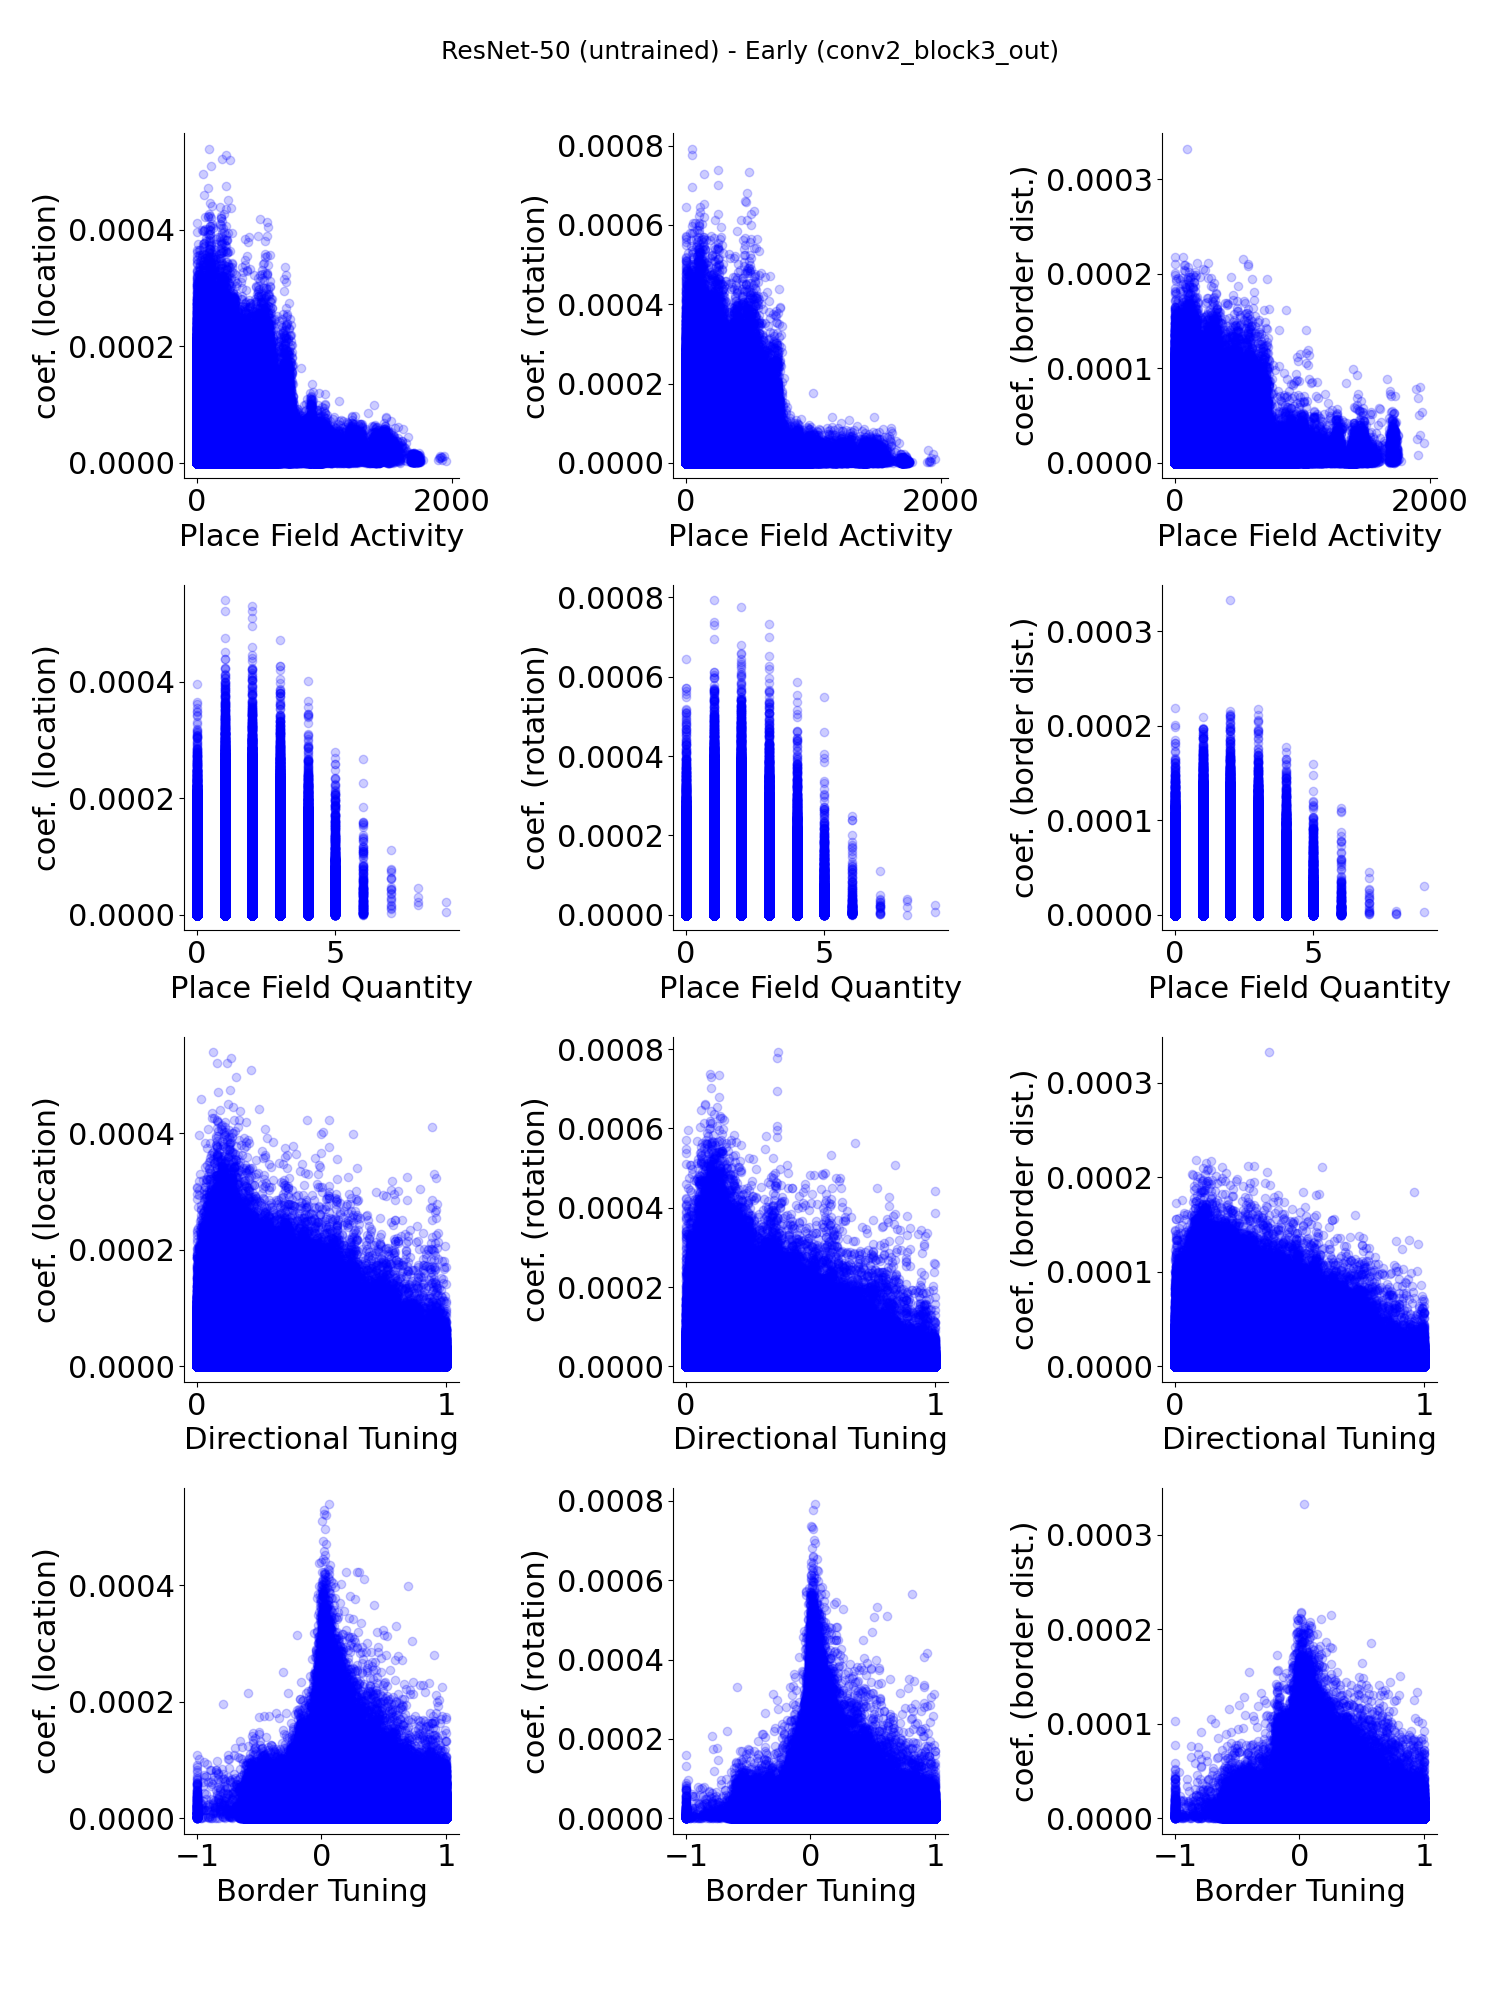 ResNet-50 (untrained) - Early (conv2_block3_out)
coef. (location)
0.0004
0.0002
0.0000
0 2000
Place Field Activity
coef. (rotation)
0.0008
0.0006
0.0004
0.0002
0.0000
0 2000
Place Field Activity
coef. (border dist.)
0.0003
0.0002
0.0001
0.0000
0 2000
Place Field Activity
coef. (location)
0.0004
0.0002
0.0000
0 5
Place Field Quantity
coef. (rotation)
0.0008
0.0006
0.0004
0.0002
0.0000
0 5
Place Field Quantity
coef. (border dist.)
0.0003
0.0002
0.0001
0.0000
0 5
Place Field Quantity
coef. (location)
0.0004
0.0002
0.0000
0 1
Directional Tuning
coef. (rotation)
0.0008
0.0006
0.0004
0.0002
0.0000
0 1
Directional Tuning
coef. (border dist.)
0.0003
0.0002
0.0001
0.0000
0 1
Directional Tuning
coef. (location)
0.0004
0.0002
0.0000
−1 0 1
Border Tuning
coef. (rotation)
0.0008
0.0006
0.0004
0.0002
0.0000
−1 0 1
Border Tuning
coef. (border dist.)
0.0003
0.0002
0.0001
0.0000
−1 0 1
Border Tuning